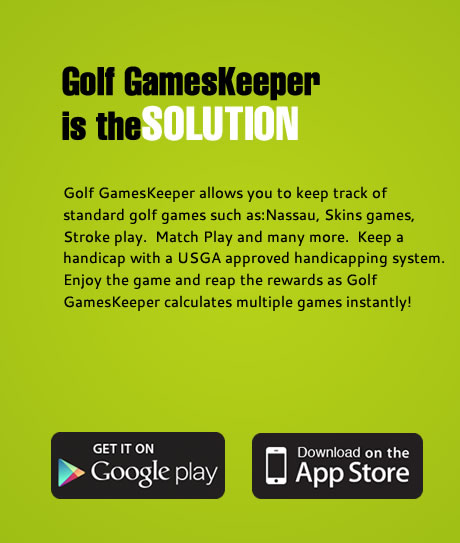 Golf GamesKeeper
is theSOLUTION
Golf GamesKeeper allows you to keep track of
standard golf games such as:Nassau, Skins games,
Stroke play.  Match Play and many more.  Keep a
handicap with a USGA approved handicapping system.
Enjoy the game and reap the rewards as Golf
GamesKeeper calculates multiple games instantly!
GET IT ON
Google play
Download on the
App Store